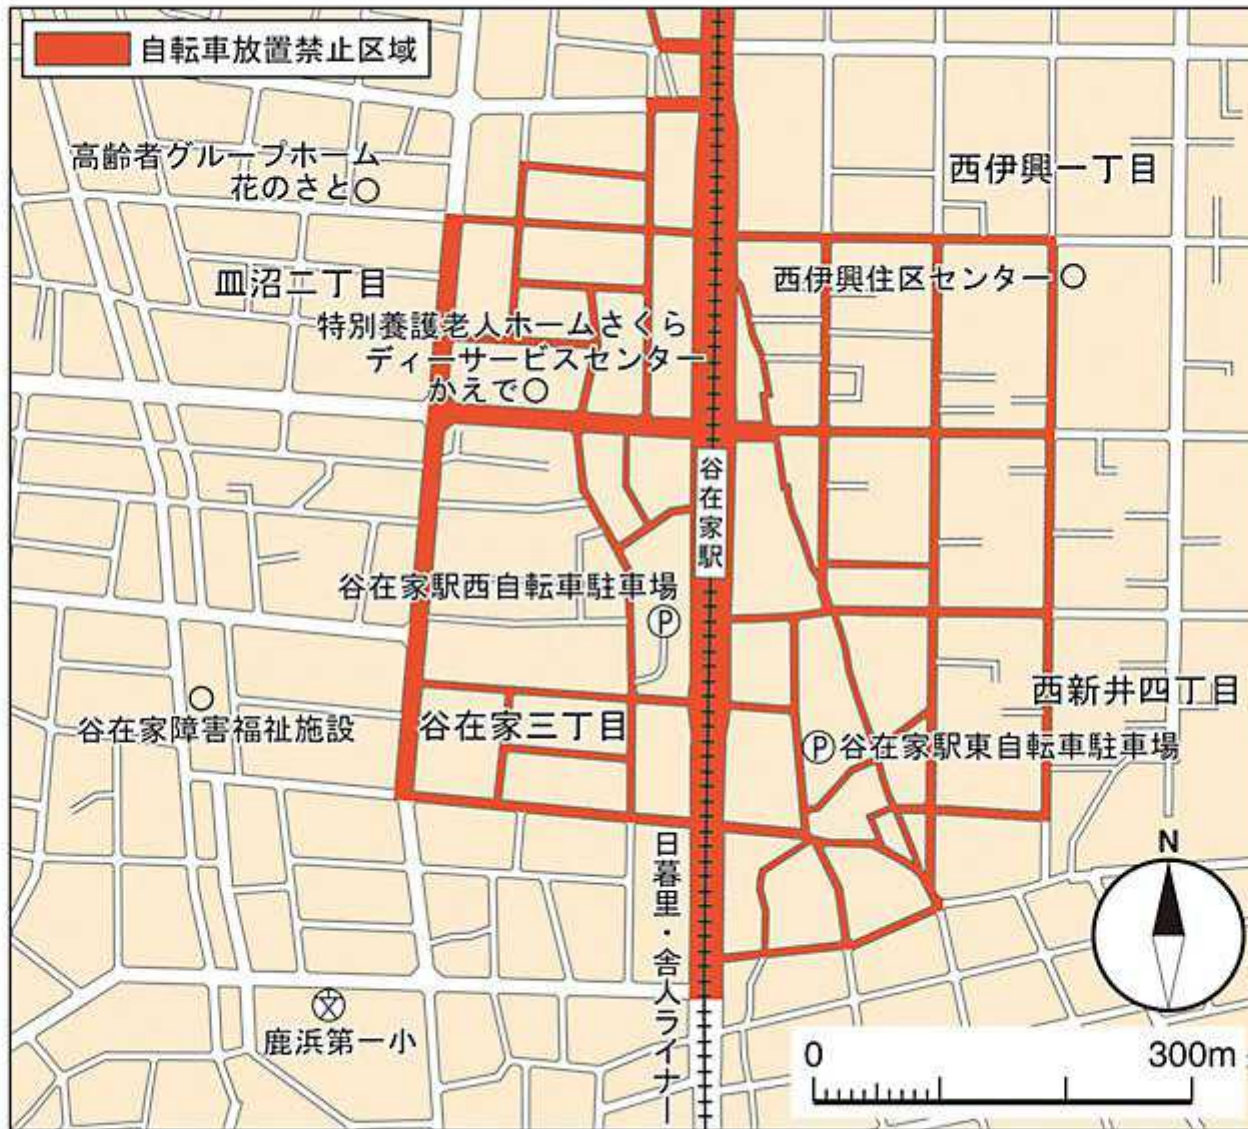 自転車放置禁止区域
高齢者グループホーム
花のさと
西伊興一丁目
皿沼二丁目
西伊興住区センター
特別養護老人ホームさくら
ディーサービスセンター
かえで
谷在家駅
谷在家駅西自転車駐車場
P
谷在家障害福祉施設
谷在家三丁目
西新井四丁目
P谷在家駅東自転車駐車場
日暮里・舎人ライナー
N
文
鹿浜第一小
0 300m